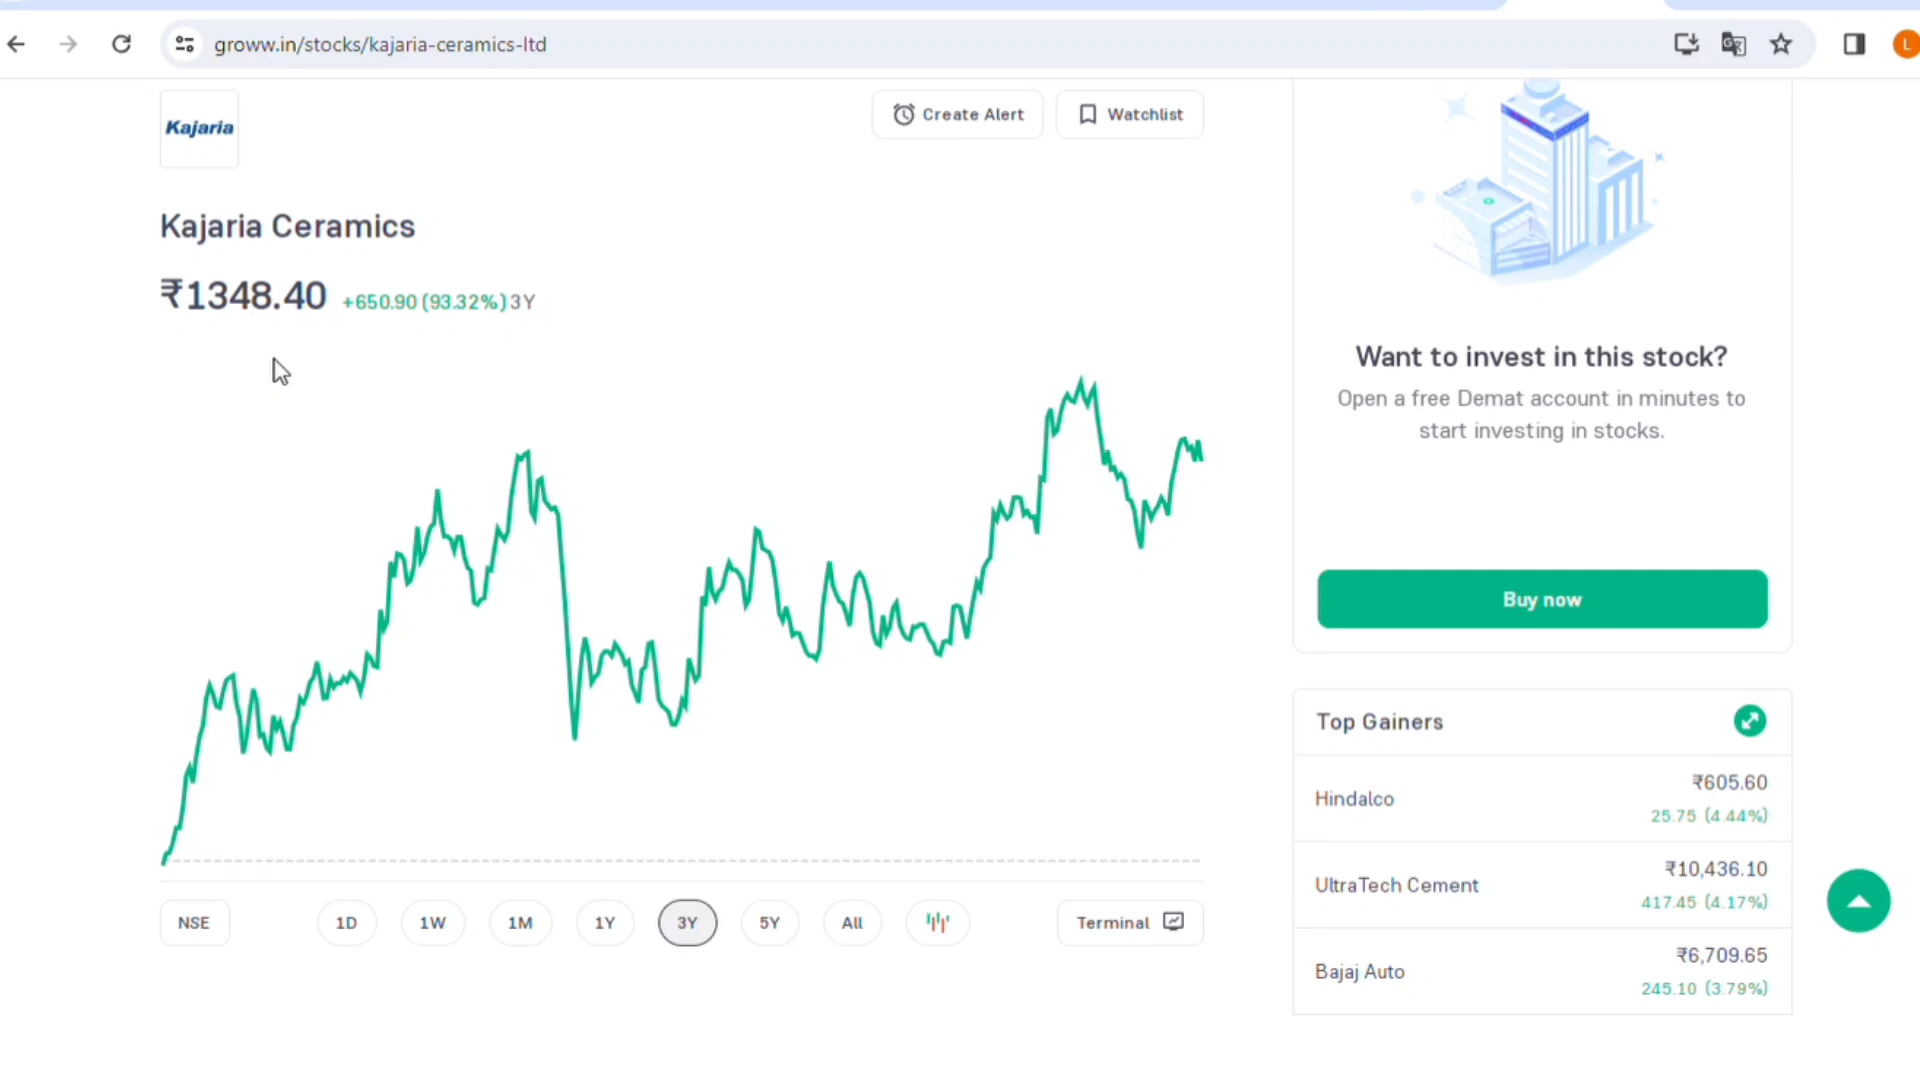 groww.in/stocks/kajaria-ceramics-ltd
L
Kajaria
Create Alert
Watchlist
Kajaria Ceramics
₹1348.40 +650.90 (93.32%) 3Y
NSE
1D
1W
1M
1Y
3Y
5Y
All
Terminal
Want to invest in this stock?
Open a free Demat account in minutes to
start investing in stocks.
Buy now
Top Gainers
Hindalco
₹605.60
25.75 (4.44%)
UltraTech Cement
₹10,436.10
417.45 (4.17%)
Bajaj Auto
₹6,709.65
245.10 (3.79%)